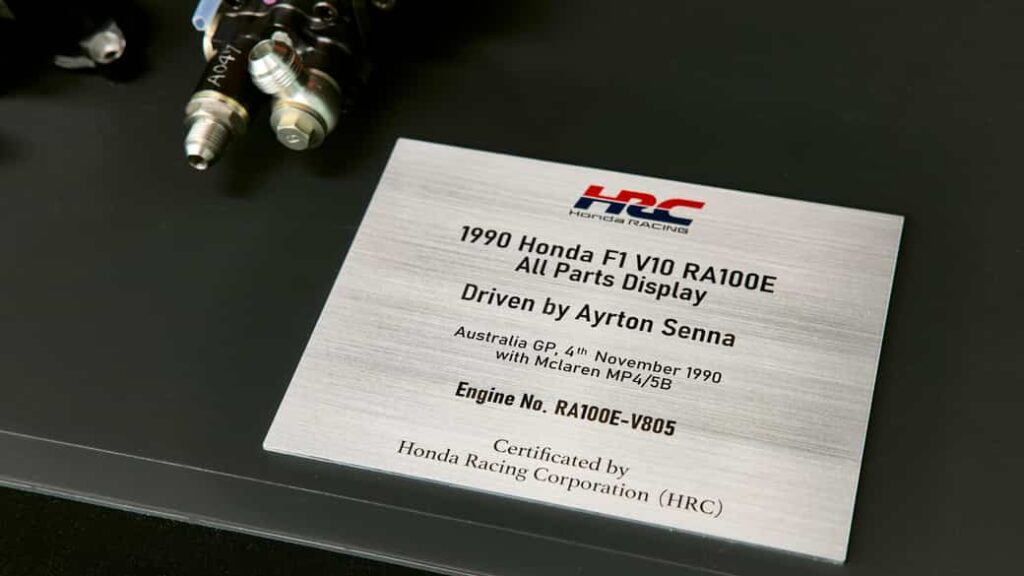 A047
HRC
Honda RACING
1990 Honda F1 V10 RA100E
All Parts Display
Driven by Ayrton Senna
Australia GP, 4th November 1990
with Mclaren MP4/5B
Engine No. RA100E-V805
Certificated by
Honda Racing Corporation (HRC)